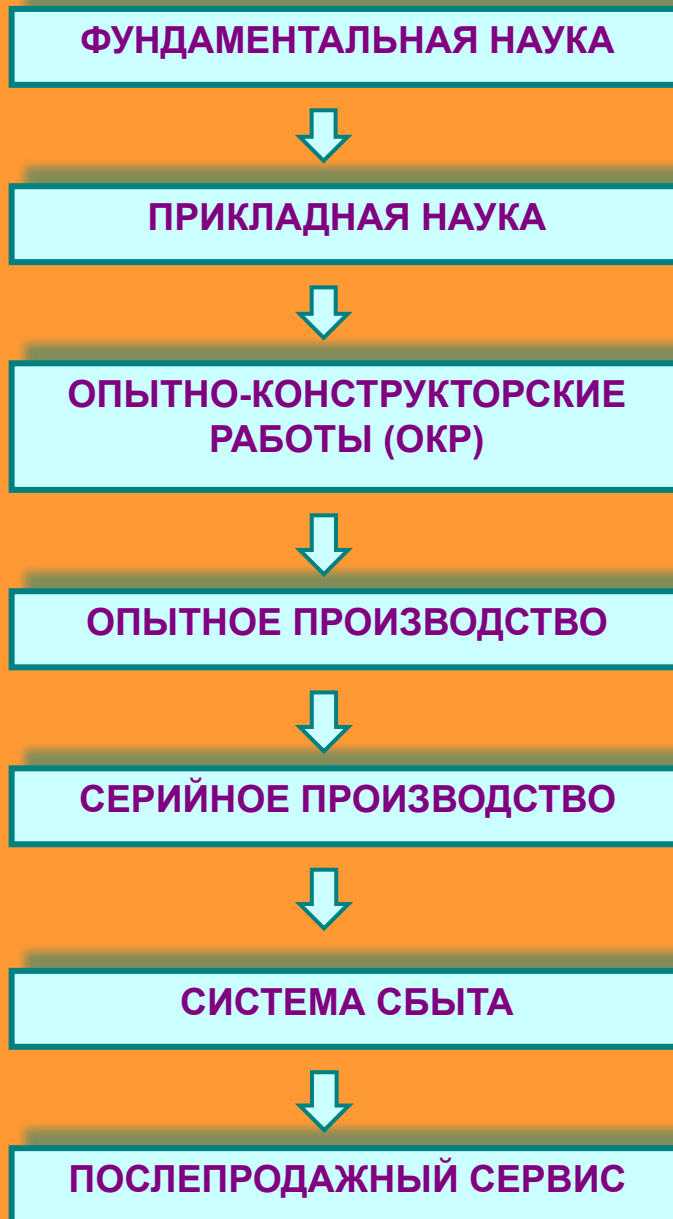 ФУНДАМЕНТАЛЬНАЯ НАУКА
ПРИКЛАДНАЯ НАУКА
ОПЫТНО-КОНСТРУКТОРСКИЕ
РАБОТЫ (ОКР)
ОПЫТНОЕ ПРОИЗВОДСТВО
СЕРИЙНОЕ ПРОИЗВОДСТВО
СИСТЕМА СБЫТА
ПОСЛЕПРОДАЖНЫЙ СЕРВИС